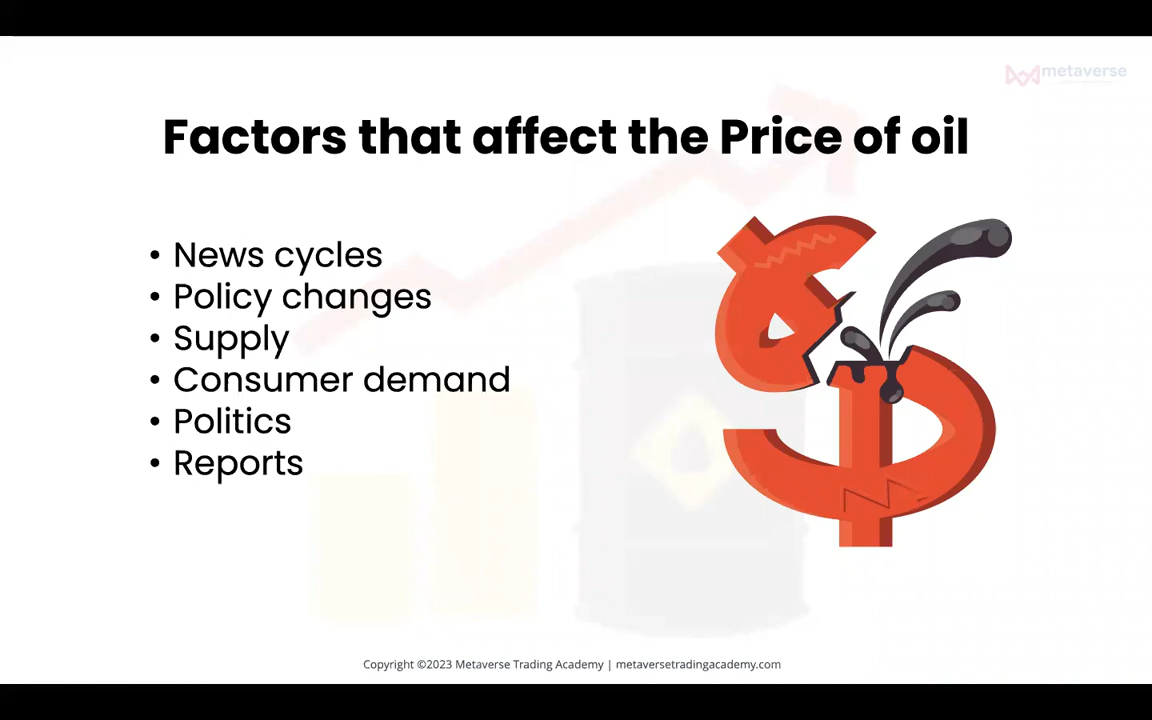 metaverse
Factors that affect the Price of oil
• News cycles
• Policy changes
• Supply
• Consumer demand
• Politics
• Reports
Copyright ©2023 Metaverse Trading Academy | metaversetradingacademy.com